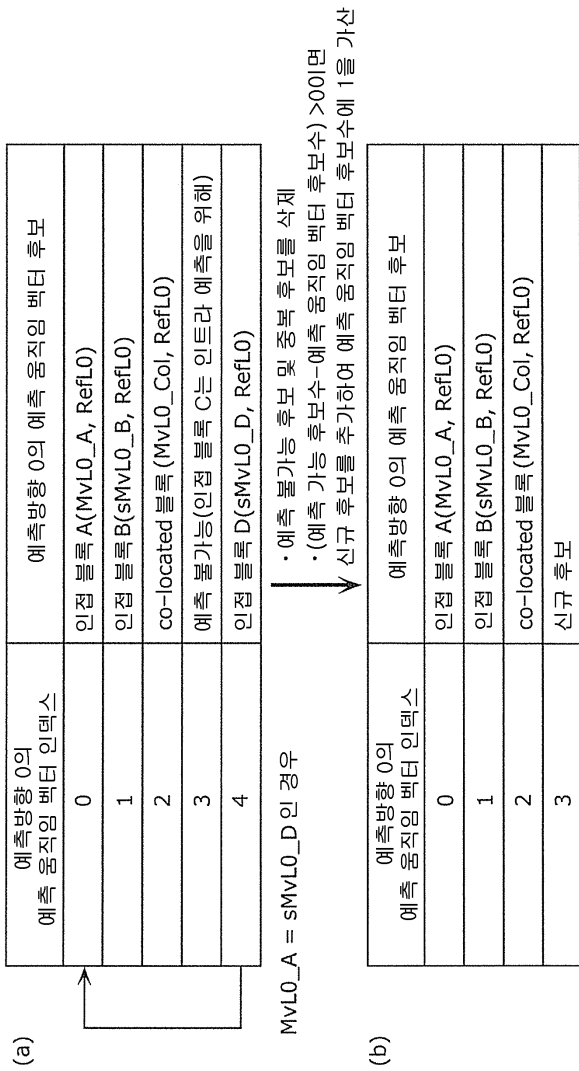 (a)
예측방향 0의
예측 움직임 벡터 인덱스
예측방향 0의 예측 움직임 벡터 후보
0
인접 블록A(MvL0_A, RefL0)
1
인접 블록B(sMvL0_B, RefL0)
2
co-located 블록(MvL0_Col, RefL0)
3
예측 불가능(인접 블록 C는 인트라 예측을 위해)
4
인접 블록D(sMvL0_D, RefL0)
MvL0_A = sMvL0_D인 경우
· 예측 불가능 후보 및 중복 후보를 삭제
· (예측 가능 후보수-예측 움직임 벡터 후보수) >0이면
신규 후보를 추가하여 예측 움직임 벡터 후보수에 1을 가산
(b)
예측방향 0의
예측 움직임 벡터 인덱스
예측방향 0의 예측 움직임 벡터 후보
0
인접 블록A(MvL0_A, RefL0)
1
인접 블록B(sMvL0_B, RefL0)
2
co-located 블록(MvL0_Col, RefL0)
3
신규 후보